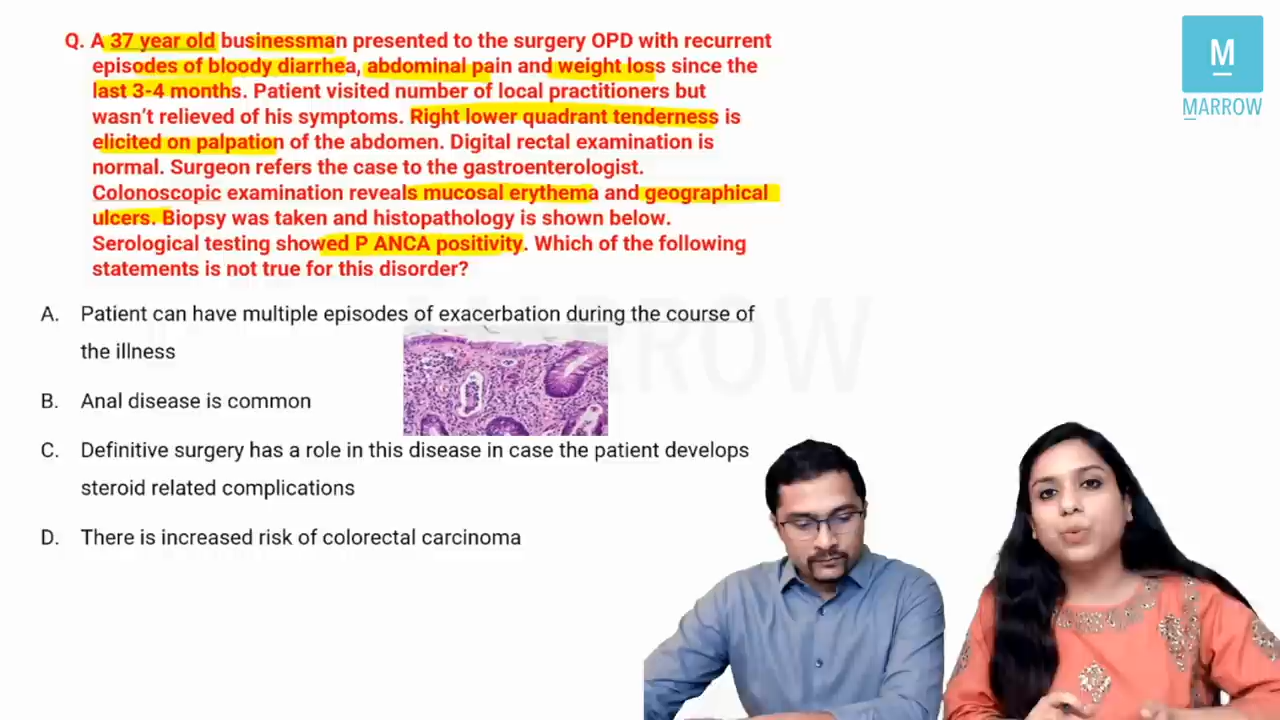 Q. A 37 year old businessman presented to the surgery OPD with recurrent
episodes of bloody diarrhea, abdominal pain and weight loss since the
last 3-4 months. Patient visited number of local practitioners but
wasn't relieved of his symptoms. Right lower quadrant tenderness is
elicited on palpation of the abdomen. Digital rectal examination is
normal. Surgeon refers the case to the gastroenterologist.
Colonoscopic examination reveals mucosal erythema and geographical
ulcers. Biopsy was taken and histopathology is shown below.
Serological testing showed P ANCA positivity. Which of the following
statements is not true for this disorder?
M
MARROW
A. Patient can have multiple episodes of exacerbation during the course of
the illness
B. Anal disease is common
C. Definitive surgery has a role in this disease in case the patient develops
steroid related complications
D. There is increased risk of colorectal carcinoma
MARROW